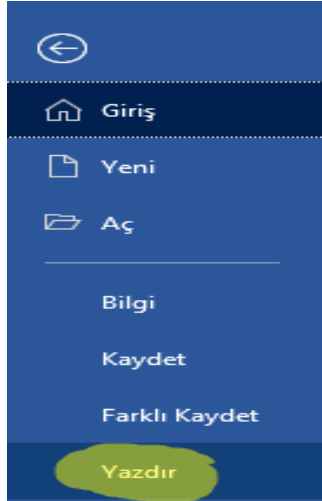 Giriş
Yeni
Aç
Bilgi
Kaydet
Farklı Kaydet
Yazdır